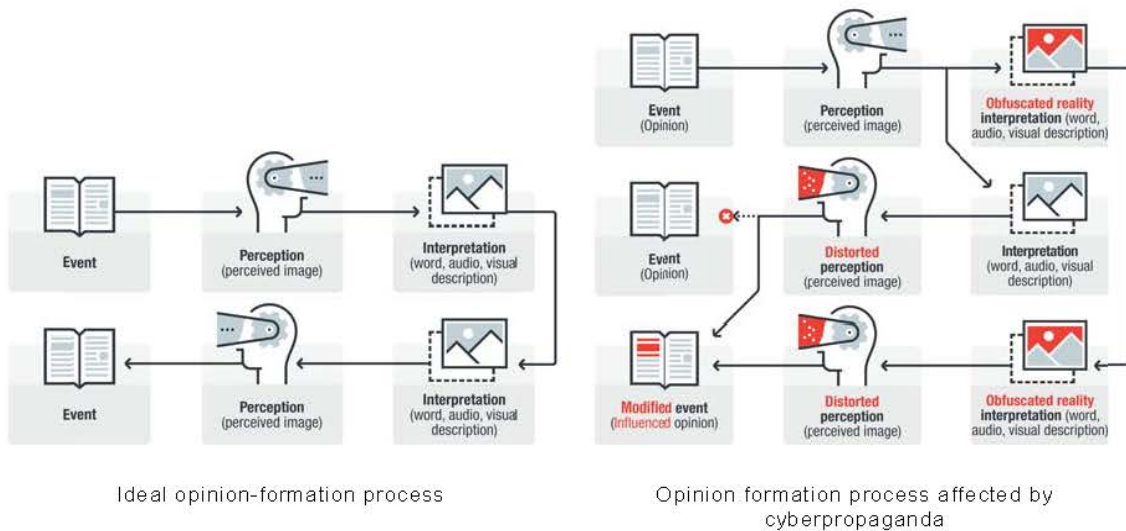 Event
Perception
(perceived image)
Interpretation
(word, audio, visual
description)
Event
Perception
(perceived image)
Interpretation
(word, audio, visual
description)
Ideal opinion-formation process
Event
(Opinion)
Perception
(perceived image)
Obfuscated reality
interpretation (word,
audio, visual description)
Event
(Opinion)
Distorted
perception
(perceived image)
Interpretation
(word, audio, visual
description)
Modified event
(Influenced opinion)
Distorted
perception
(perceived image)
Obfuscated reality
interpretation (word,
audio, visual description)
Opinion formation process affected by
cyberpropaganda